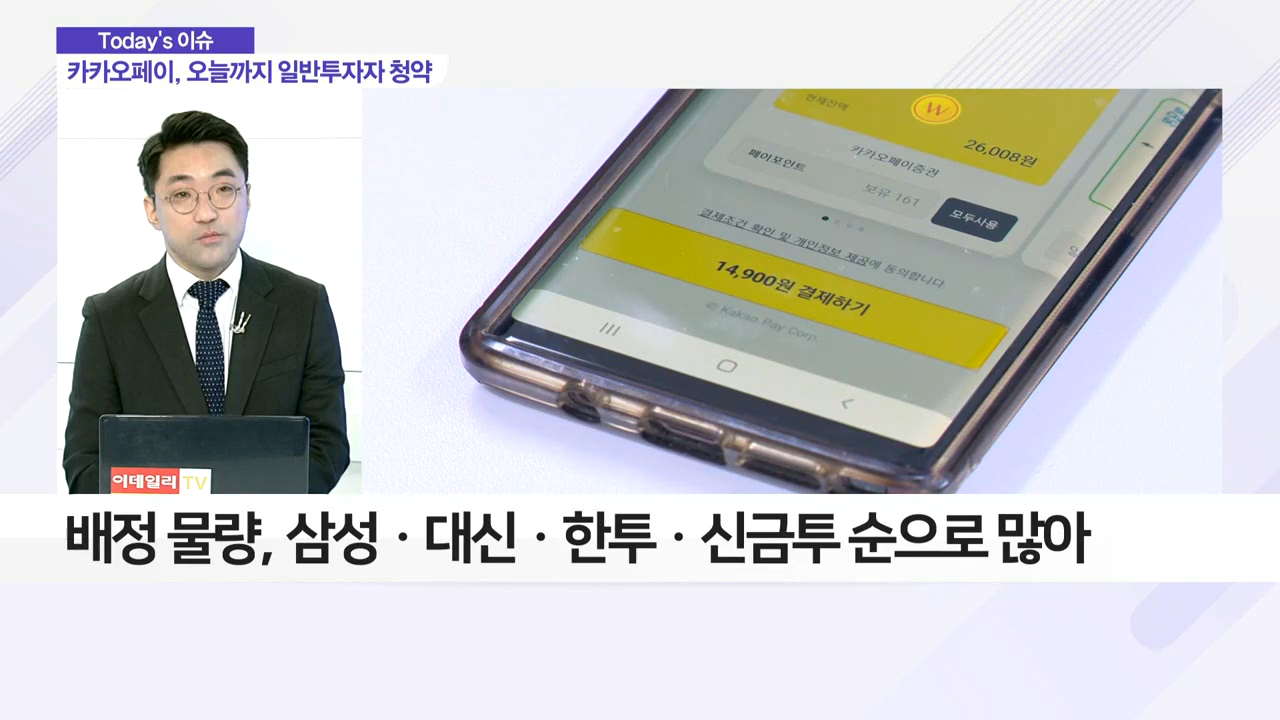 Today's 이슈
카카오페이, 오늘까지 일반투자자 청약
현재잔액
W
26,008원
카카오페이증권
페이포인트
보유 161
모두사용
결제조건 확인 및 개인정보 제공에 동의합니다.
14,900원 결제하기
© Kakao Pay Corp.
이데일리 TV
배정 물량, 삼성·대신·한투·신금투 순으로 많아